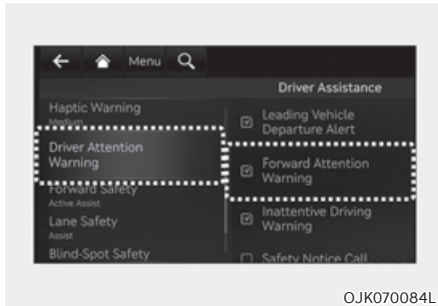 Menu
Driver Assistance
Haptic Warning
Medium
Driver Attention
Warning
Forward Safety
Active Assist
Lane Safety
Assist
Blind-Spot Safety
Leading Vehicle
Departure Alert
Forward Attention
Warning
Inattentive Driving
Warning
Safety Notice Call
OJK070084L